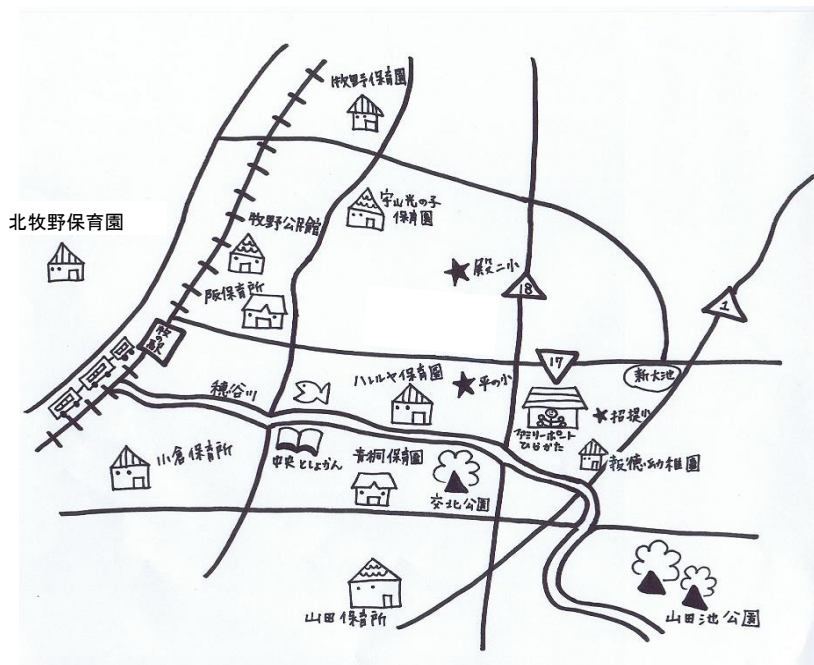 牧野保育園
宇山光の子
保育園
北牧野保育園
牧野公民館
殿二小
阪保育所
18
1
牧の駅
17
新大池
穂谷川
ハレルヤ保育園
平の小
招提小
ファミリーポート
ひらかた
小倉保育所
中央としょかん
青桐保育園
報徳幼稚園
交北公園
山田保育所
山田池公園